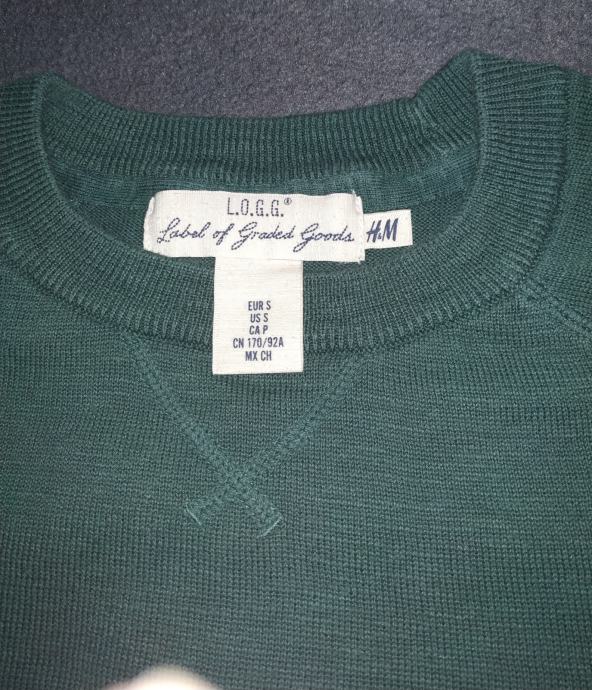 L.O.G.G.®
Label of Graded Goods
H&M
EUR S
US S
CA P
CN 170/92A
MX CH